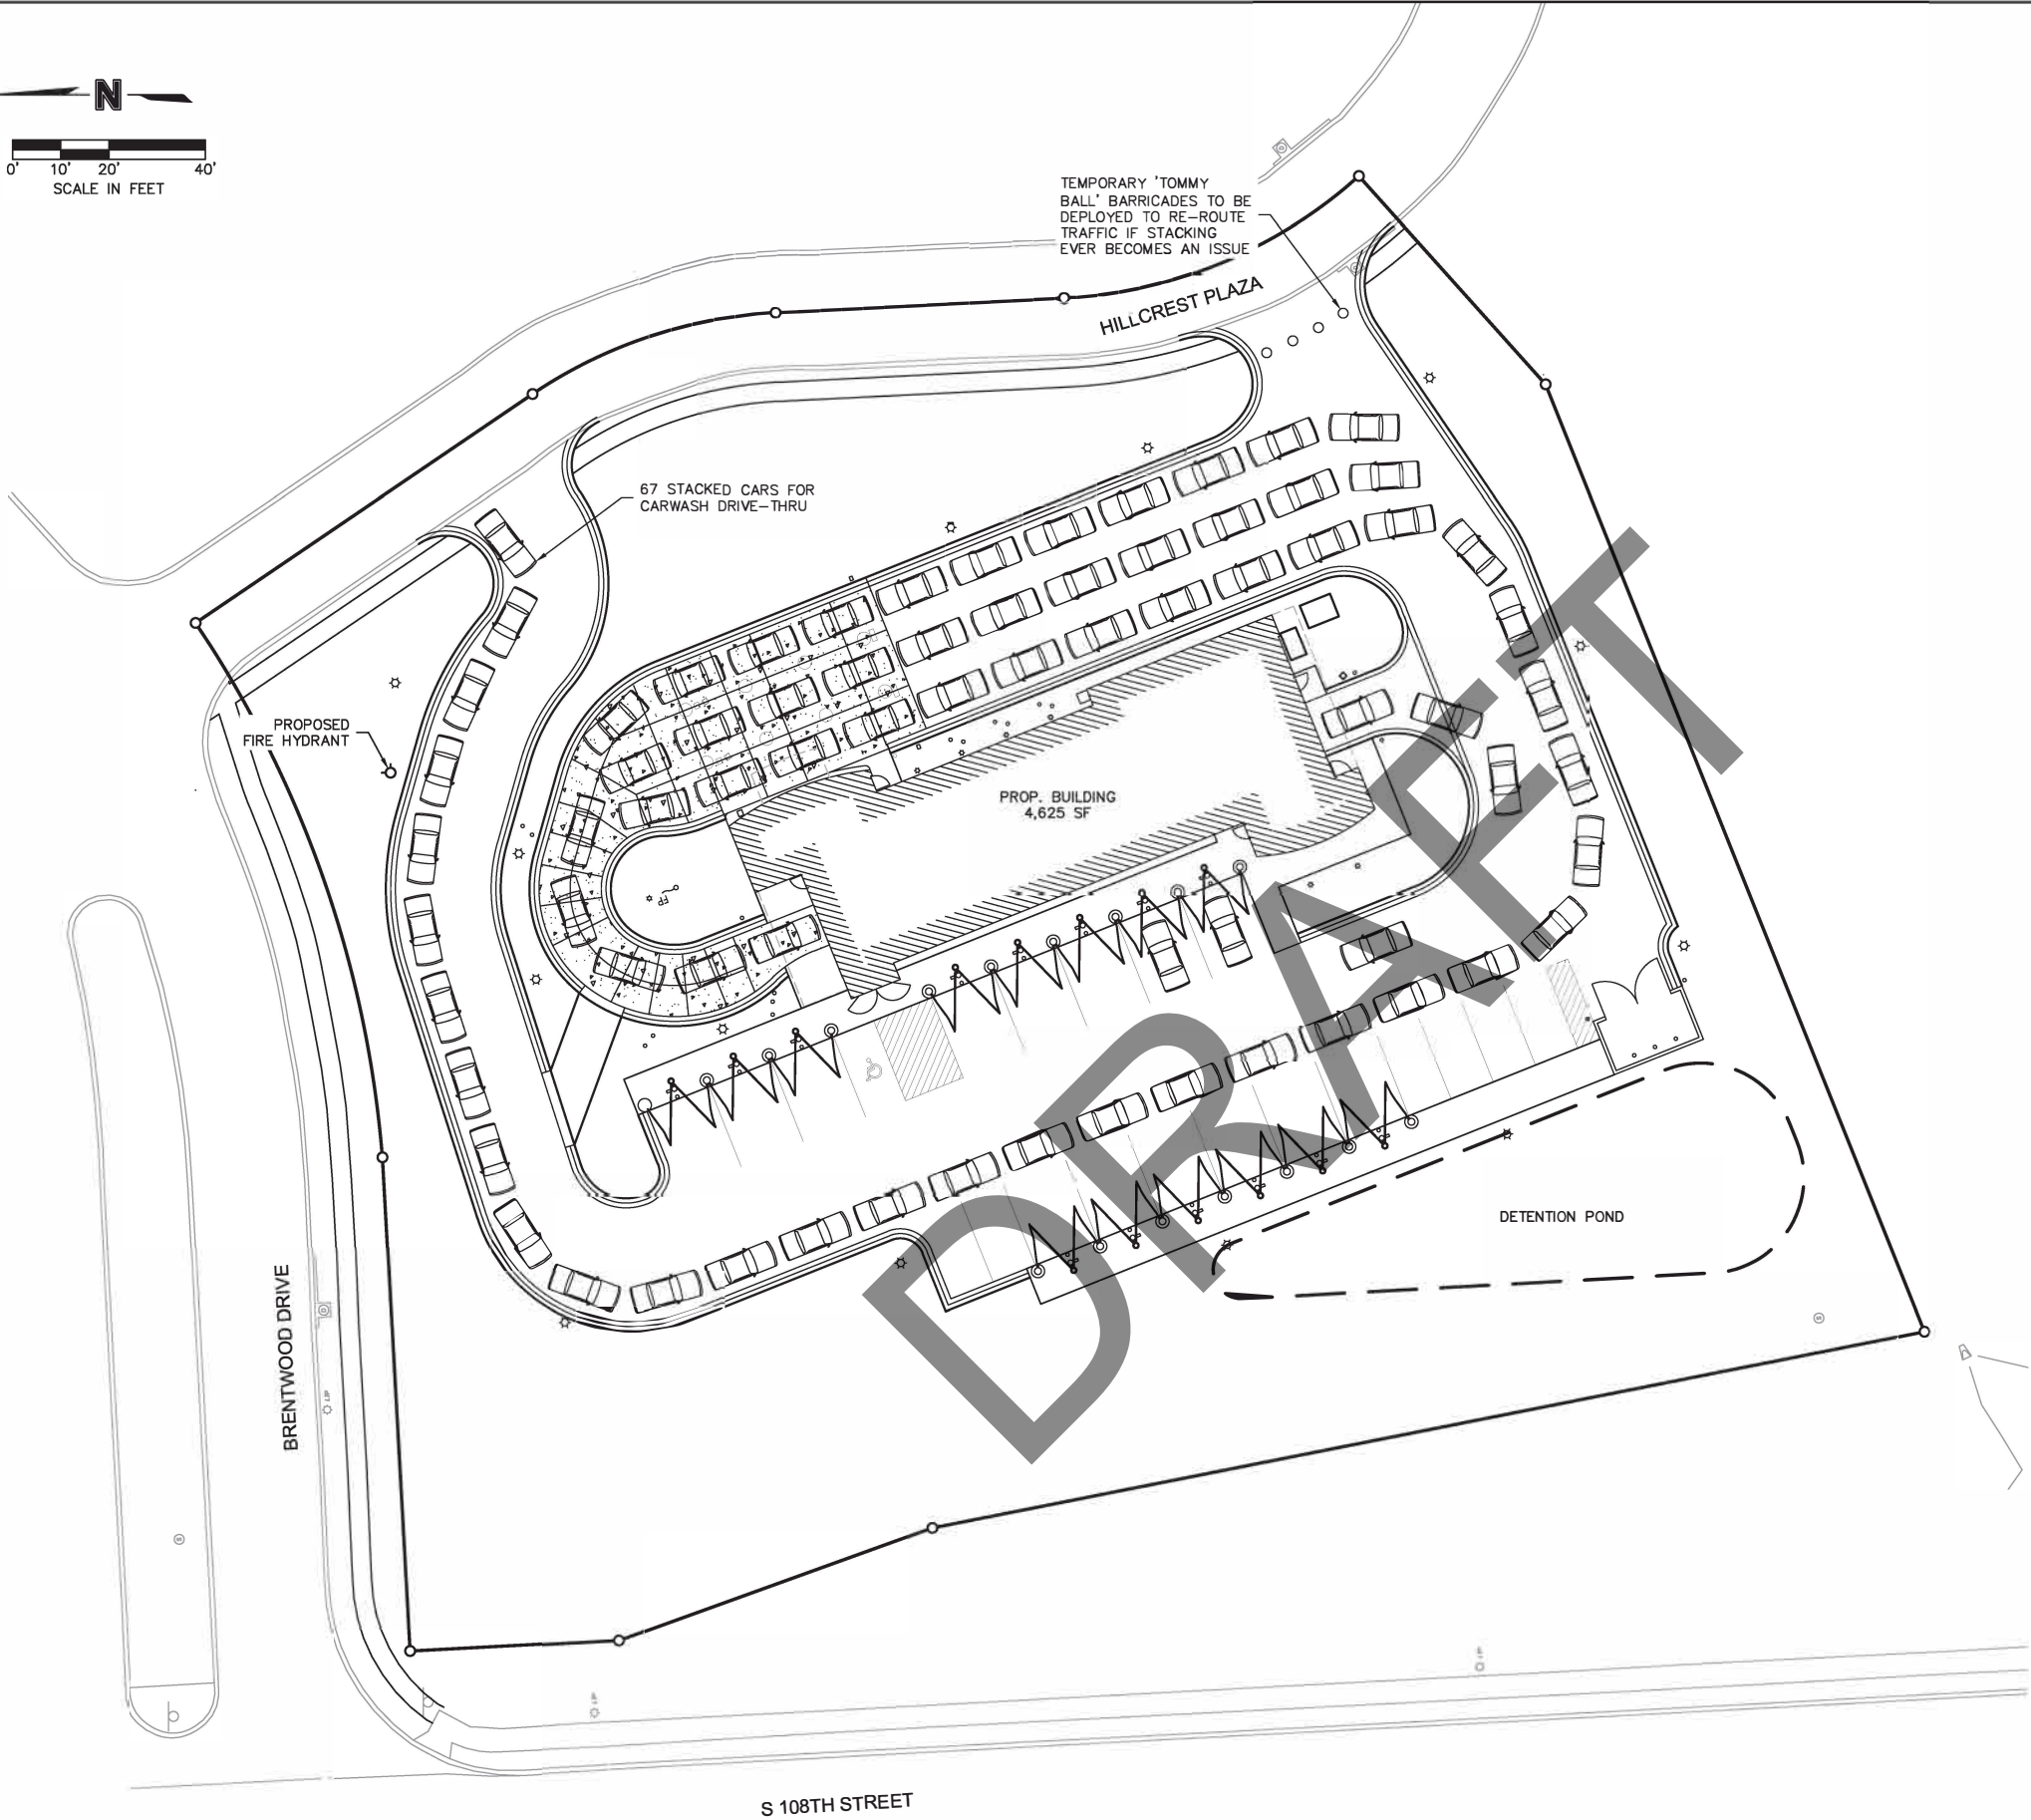 N
0' 10' 20' 40'
SCALE IN FEET
TEMPORARY 'TOMMY
BALL' BARRICADES TO BE
DEPLOYED TO RE-ROUTE
TRAFFIC IF STACKING
EVER BECOMES AN ISSUE
HILLCREST PLAZA
67 STACKED CARS FOR
CARWASH DRIVE-THRU
PROPOSED
FIRE HYDRANT
PROP. BUILDING
4,625 SF
FP
DRAFT
DETENTION POND
BRENTWOOD DRIVE
S 108TH STREET